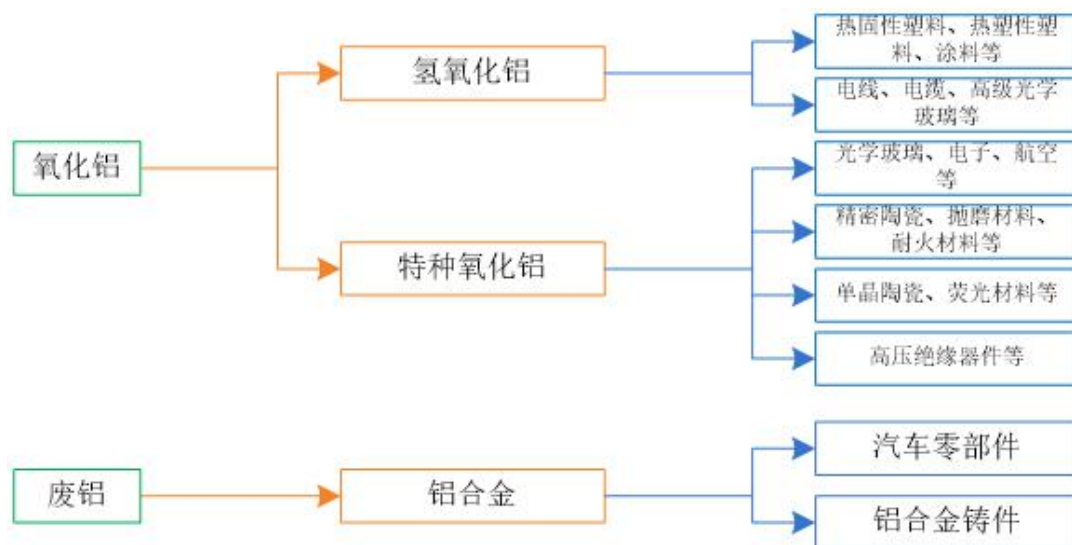 热固性塑料、热塑性塑
料、涂料等
氢氧化铝
电线、电缆、高级光学
玻璃等
氧化铝
光学玻璃、电子、航空
等
精密陶瓷、抛磨材料、
耐火材料等
特种氧化铝
单晶陶瓷、荧光材料等
高压绝缘器件等
汽车零部件
废铝
铝合金
铝合金铸件